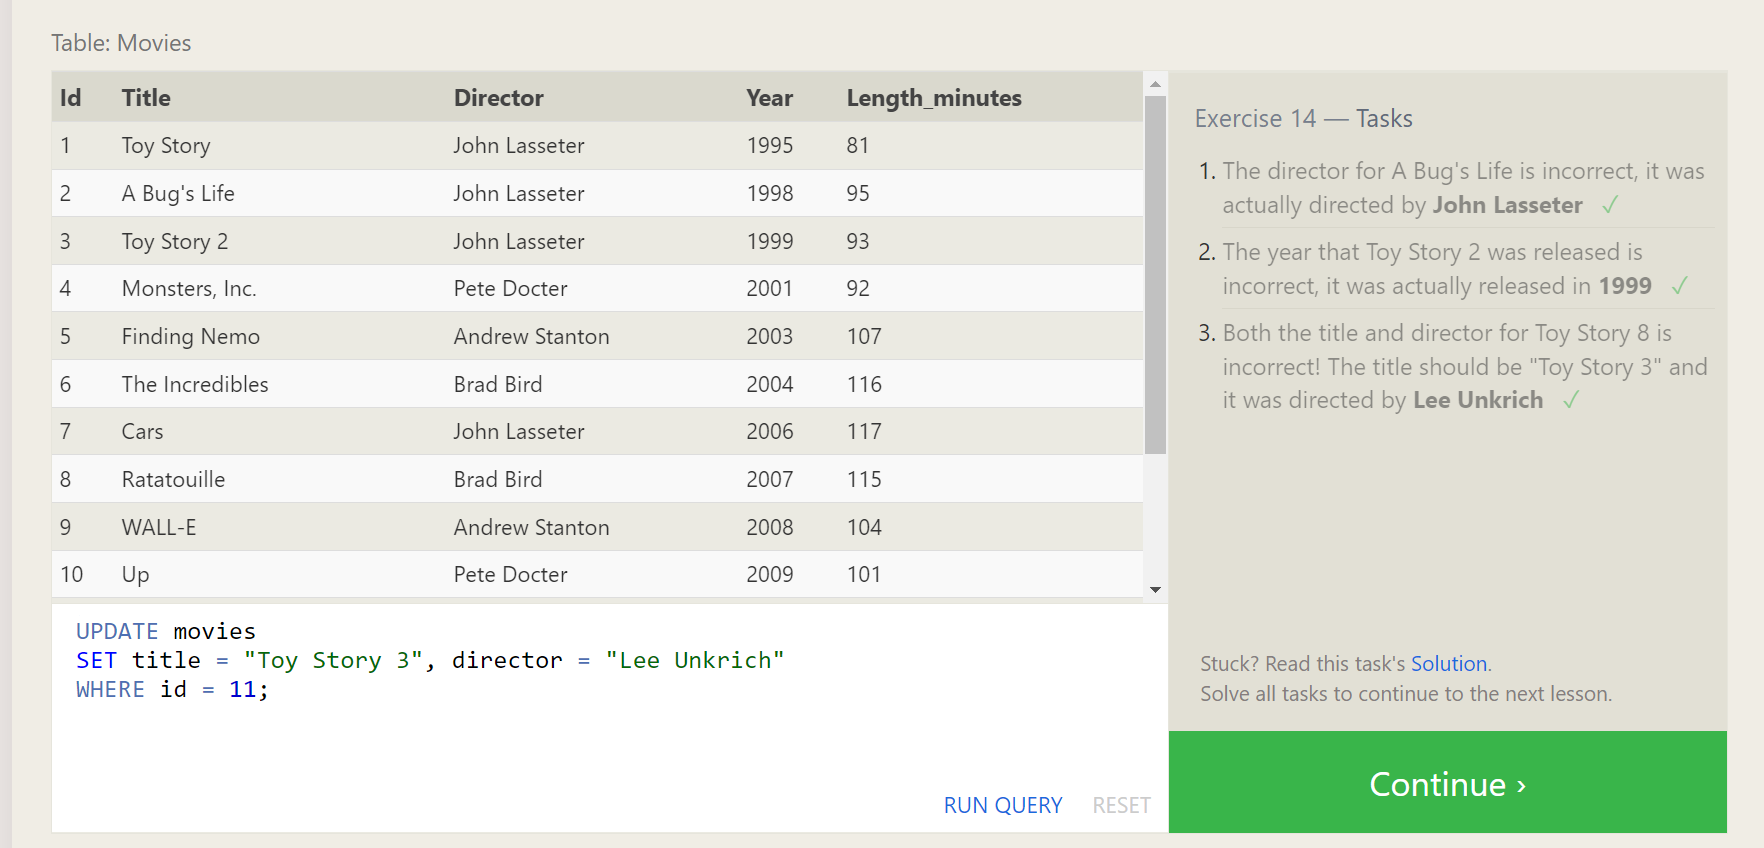 Table: Movies
Id Title Director Year Length_minutes
1 Toy Story John Lasseter 1995 81
2 A Bug's Life John Lasseter 1998 95
3 Toy Story 2 John Lasseter 1999 93
4 Monsters, Inc. Pete Docter 2001 92
5 Finding Nemo Andrew Stanton 2003 107
6 The Incredibles Brad Bird 2004 116
7 Cars John Lasseter 2006 117
8 Ratatouille Brad Bird 2007 115
9 WALL-E Andrew Stanton 2008 104
10 Up Pete Docter 2009 101
UPDATE movies
SET title = "Toy Story 3", director = "Lee Unkrich"
WHERE id = 11;
RUN QUERY RESET
Exercise 14 — Tasks
1. The director for A Bug's Life is incorrect, it was
actually directed by John Lasseter ✓
2. The year that Toy Story 2 was released is
incorrect, it was actually released in 1999 ✓
3. Both the title and director for Toy Story 8 is
incorrect! The title should be "Toy Story 3" and
it was directed by Lee Unkrich ✓
Stuck? Read this task's Solution.
Solve all tasks to continue to the next lesson.
Continue ›